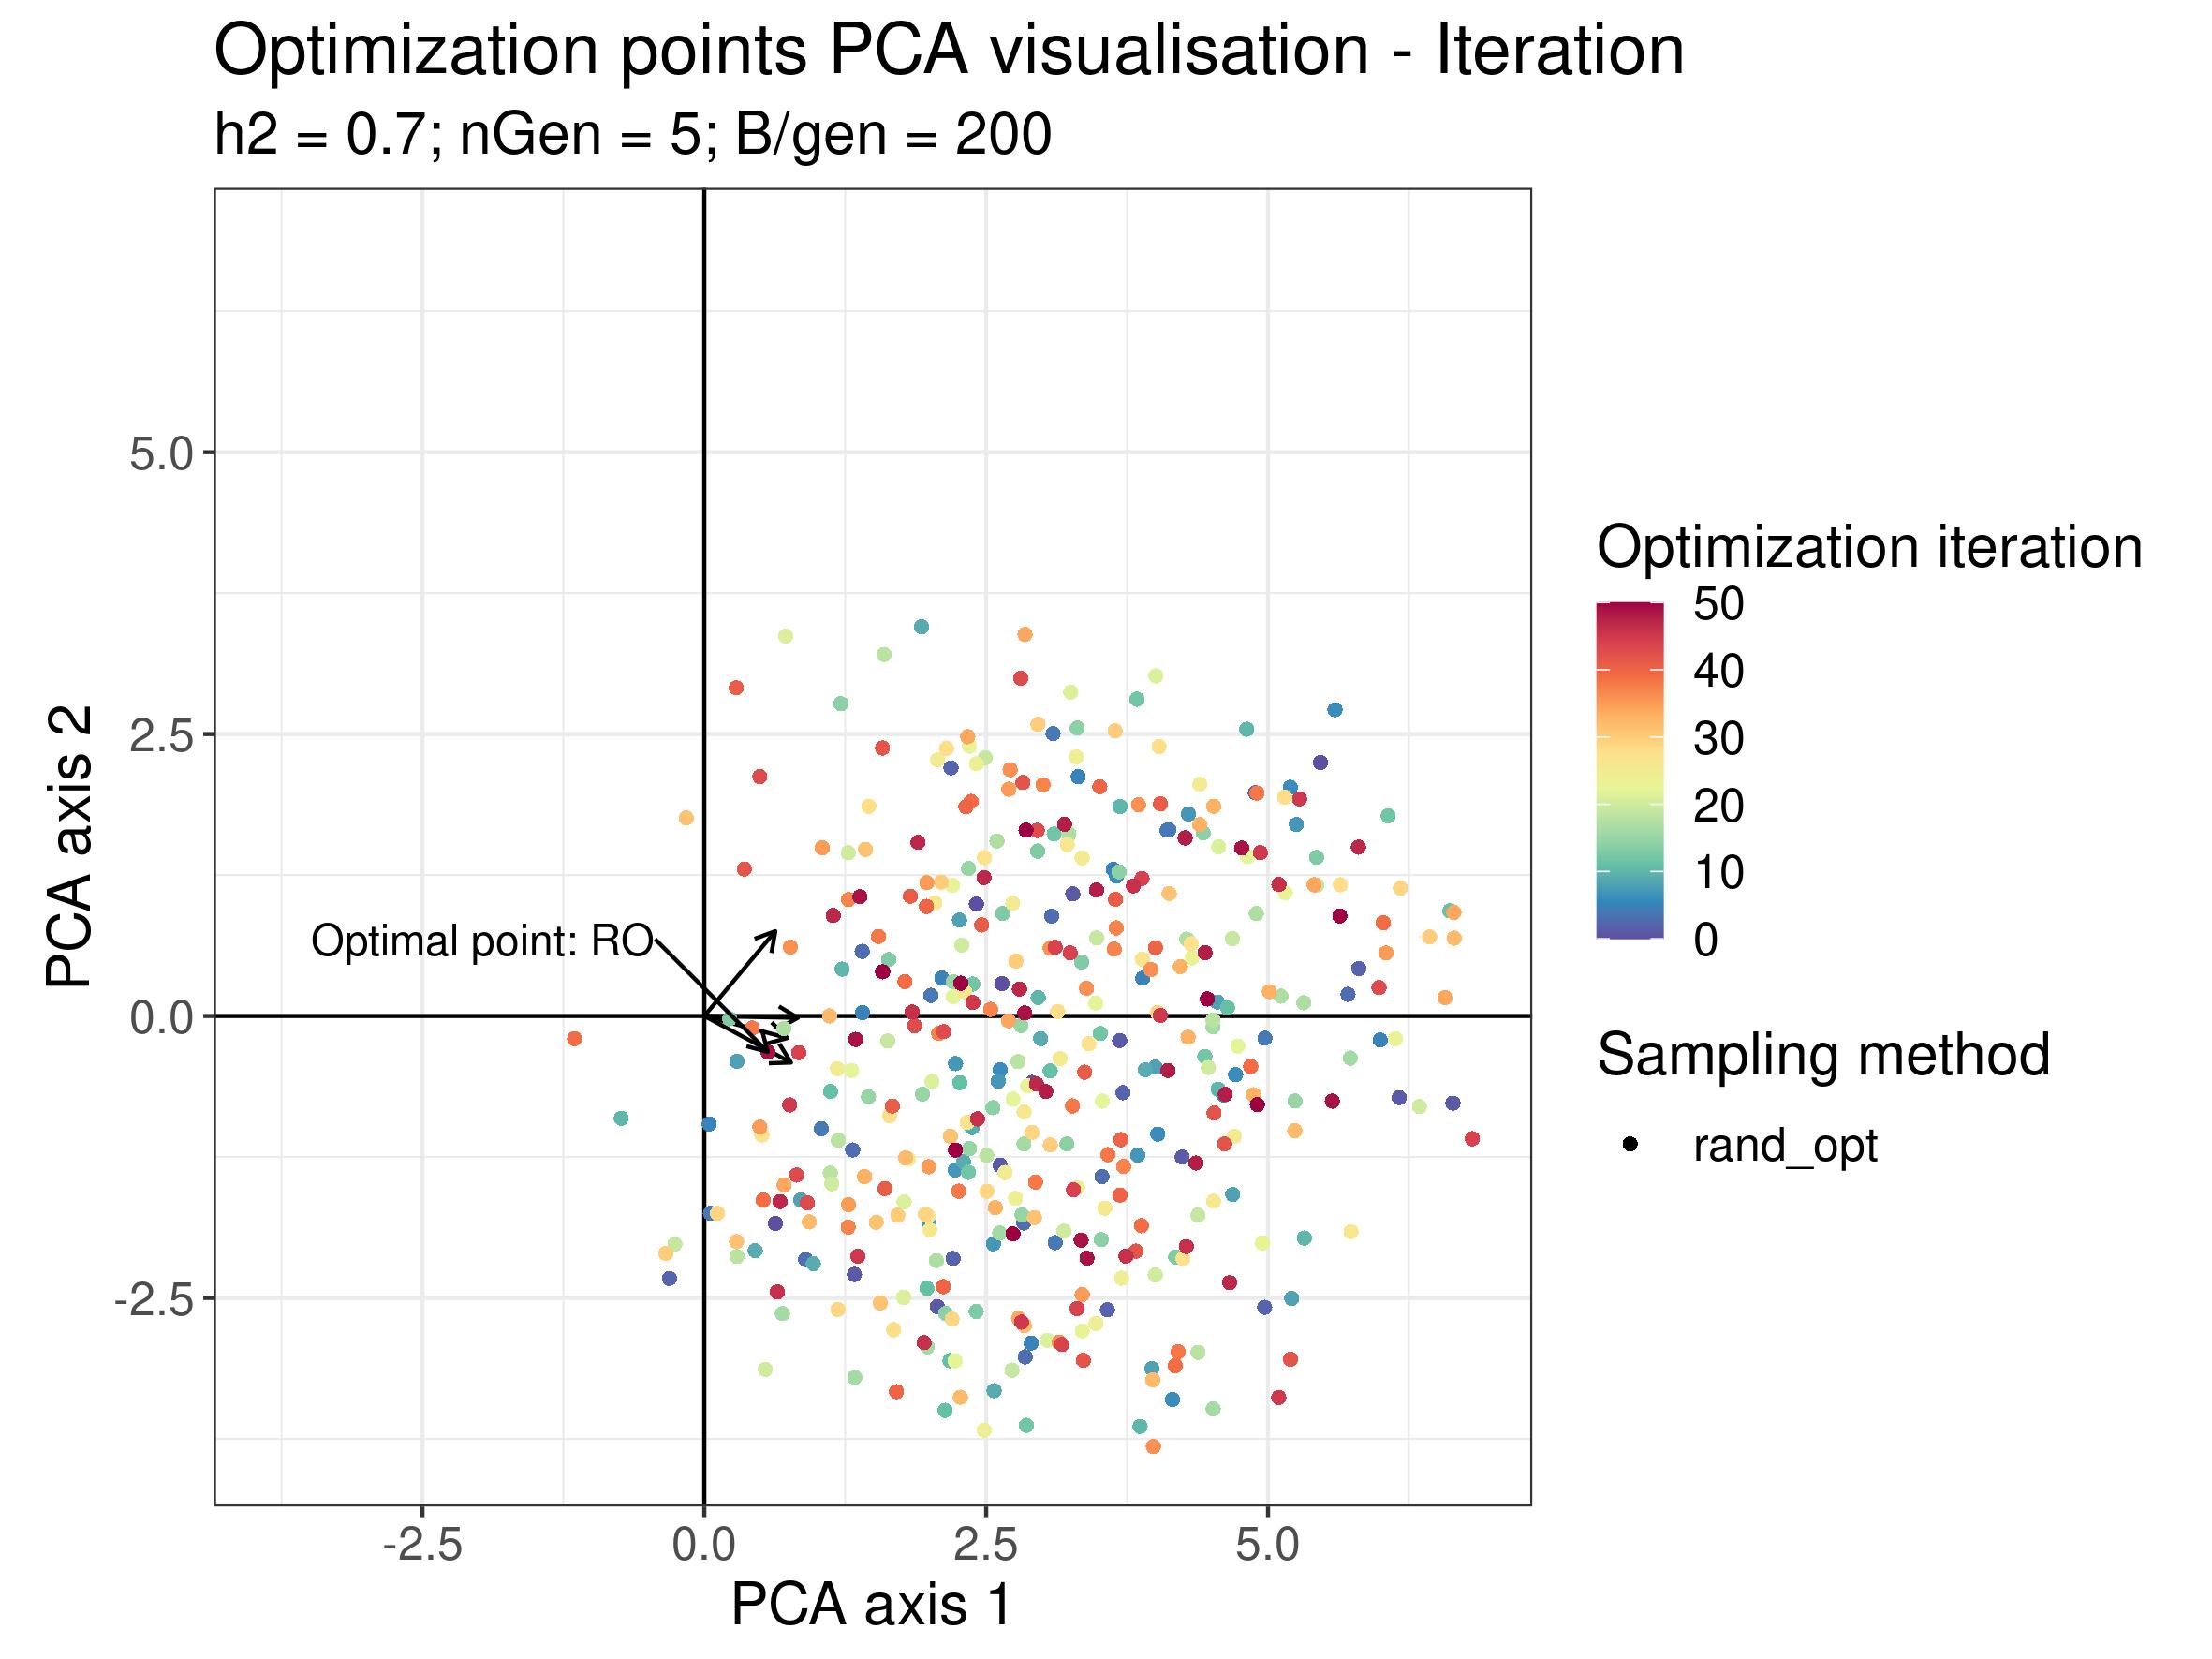 Optimization points PCA visualisation - Iteration
h2 = 0.7; nGen = 5; B/gen = 200
PCA axis 2
5.0
2.5
0.0
-2.5
Optimal point: RO
-2.5
0.0
2.5
5.0
PCA axis 1
Optimization iteration
50
40
30
20
10
0
Sampling method
rand_opt